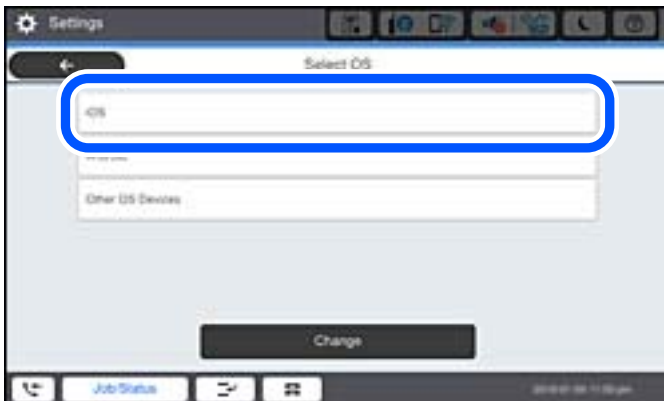 Settings
Select OS
iOS
Other OS Devices
Change
Job Status